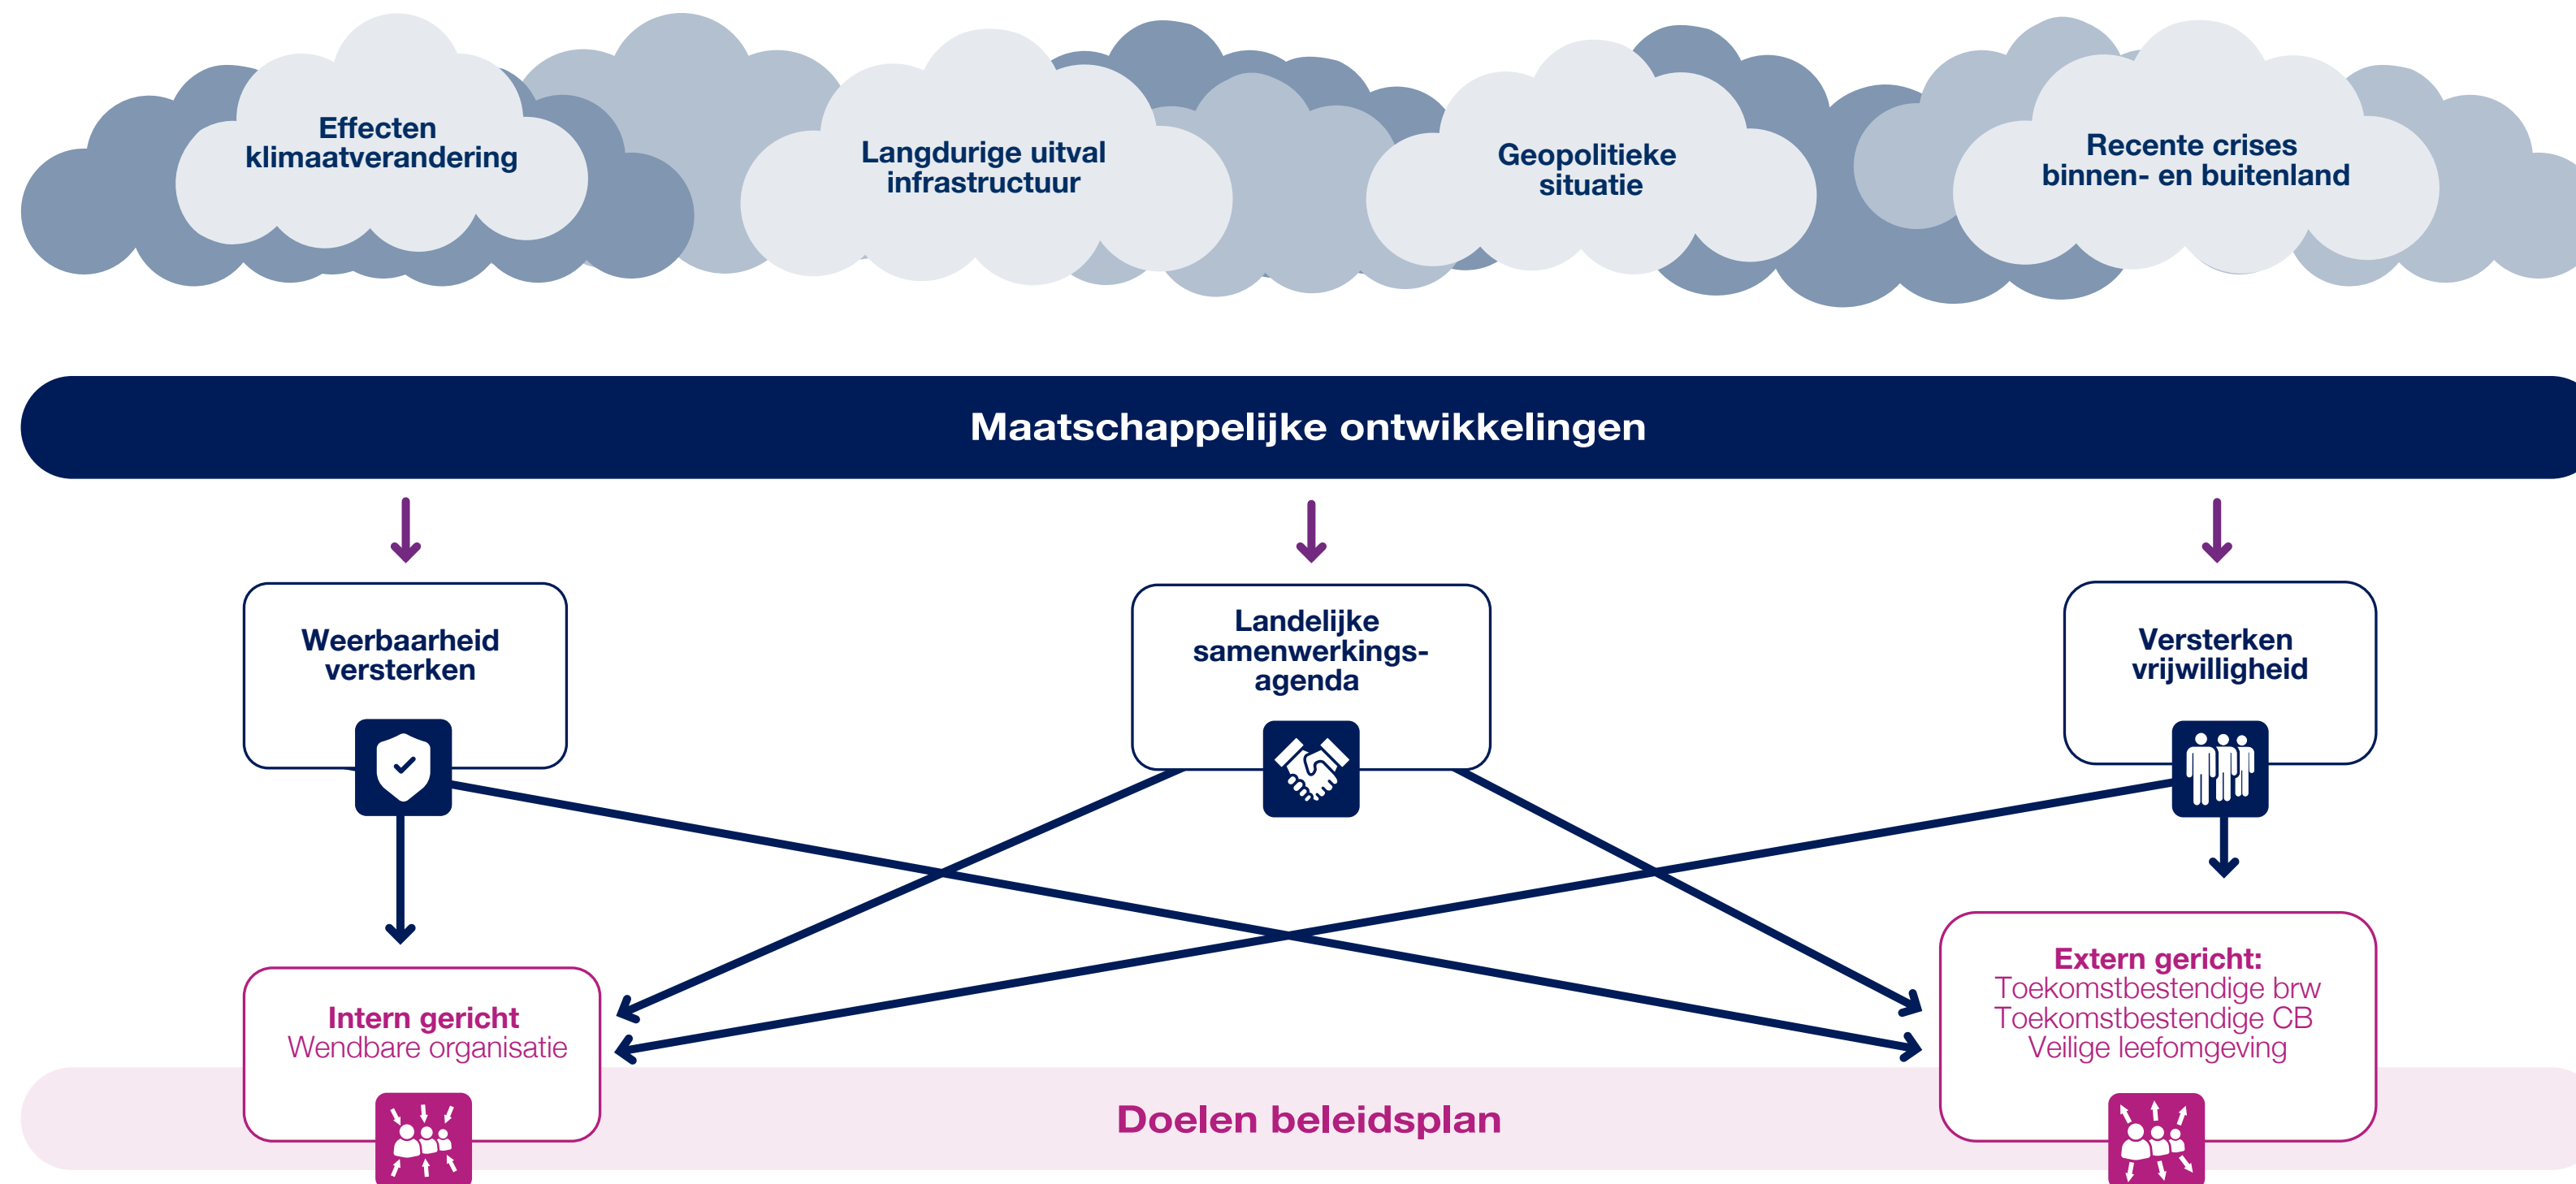 Effecten
klimaatverandering
Langdurige uitval
infrastructuur
Geopolitieke
situatie
Recente crises
binnen- en buitenland
Maatschappelijke ontwikkelingen
Weerbaarheid
versterken
Landelijke
samenwerkings-
agenda
Versterken
vrijwilligheid
Intern gericht
Wendbare organisatie
Extern gericht:
Toekomstbestendige brw
Toekomstbestendige CB
Veilige leefomgeving
Doelen beleidsplan